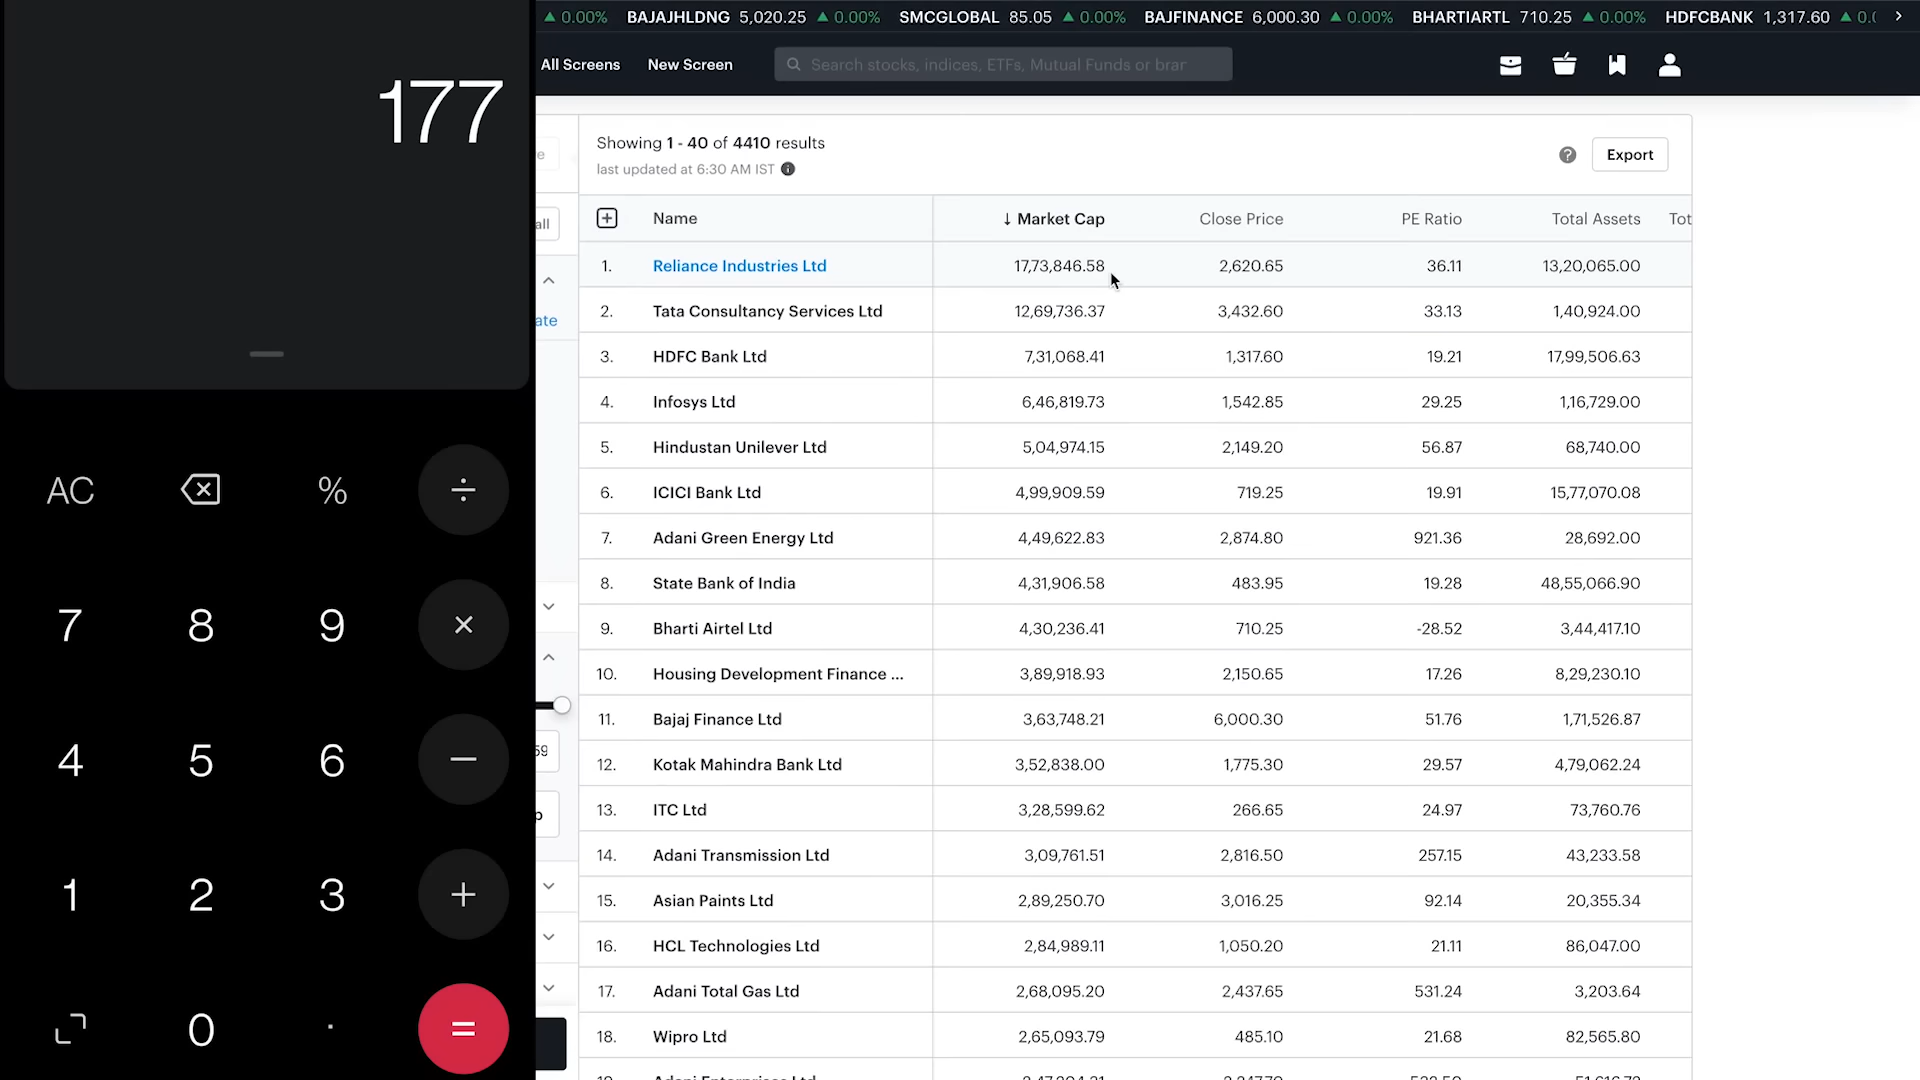 177
AC
%
÷
7
8
9
×
4
5
6
−
1
2
3
+
0
.
=
0.00% BAJAJHLDNG 5,020.25 0.00% SMCGLOBAL 85.05 0.00% BAJFINANCE 6,000.30 0.00% BHARTIARTL 710.25 0.00% HDFCBANK 1,317.60
All Screens New Screen Search stocks, indices, ETFs, Mutual Funds or brar
Showing 1 - 40 of 4410 results
last updated at 6:30 AM IST
? Export
all
ate
59
Name ↓ Market Cap Close Price PE Ratio Total Assets Tot
1. Reliance Industries Ltd 17,73,846.58 2,620.65 36.11 13,20,065.00
2. Tata Consultancy Services Ltd 12,69,736.37 3,432.60 33.13 1,40,924.00
3. HDFC Bank Ltd 7,31,068.41 1,317.60 19.21 17,99,506.63
4. Infosys Ltd 6,46,819.73 1,542.85 29.25 1,16,729.00
5. Hindustan Unilever Ltd 5,04,974.15 2,149.20 56.87 68,740.00
6. ICICI Bank Ltd 4,99,909.59 719.25 19.91 15,77,070.08
7. Adani Green Energy Ltd 4,49,622.83 2,874.80 921.36 28,692.00
8. State Bank of India 4,31,906.58 483.95 19.28 48,55,066.90
9. Bharti Airtel Ltd 4,30,236.41 710.25 -28.52 3,44,417.10
10. Housing Development Finance ... 3,89,918.93 2,150.65 17.26 8,29,230.10
11. Bajaj Finance Ltd 3,63,748.21 6,000.30 51.76 1,71,526.87
12. Kotak Mahindra Bank Ltd 3,52,838.00 1,775.30 29.57 4,79,062.24
13. ITC Ltd 3,28,599.62 266.65 24.97 73,760.76
14. Adani Transmission Ltd 3,09,761.51 2,816.50 257.15 43,233.58
15. Asian Paints Ltd 2,89,250.70 3,016.25 92.14 20,355.34
16. HCL Technologies Ltd 2,84,989.11 1,050.20 21.11 86,047.00
17. Adani Total Gas Ltd 2,68,095.20 2,437.65 531.24 3,203.64
18. Wipro Ltd 2,65,093.79 485.10 21.68 82,565.80